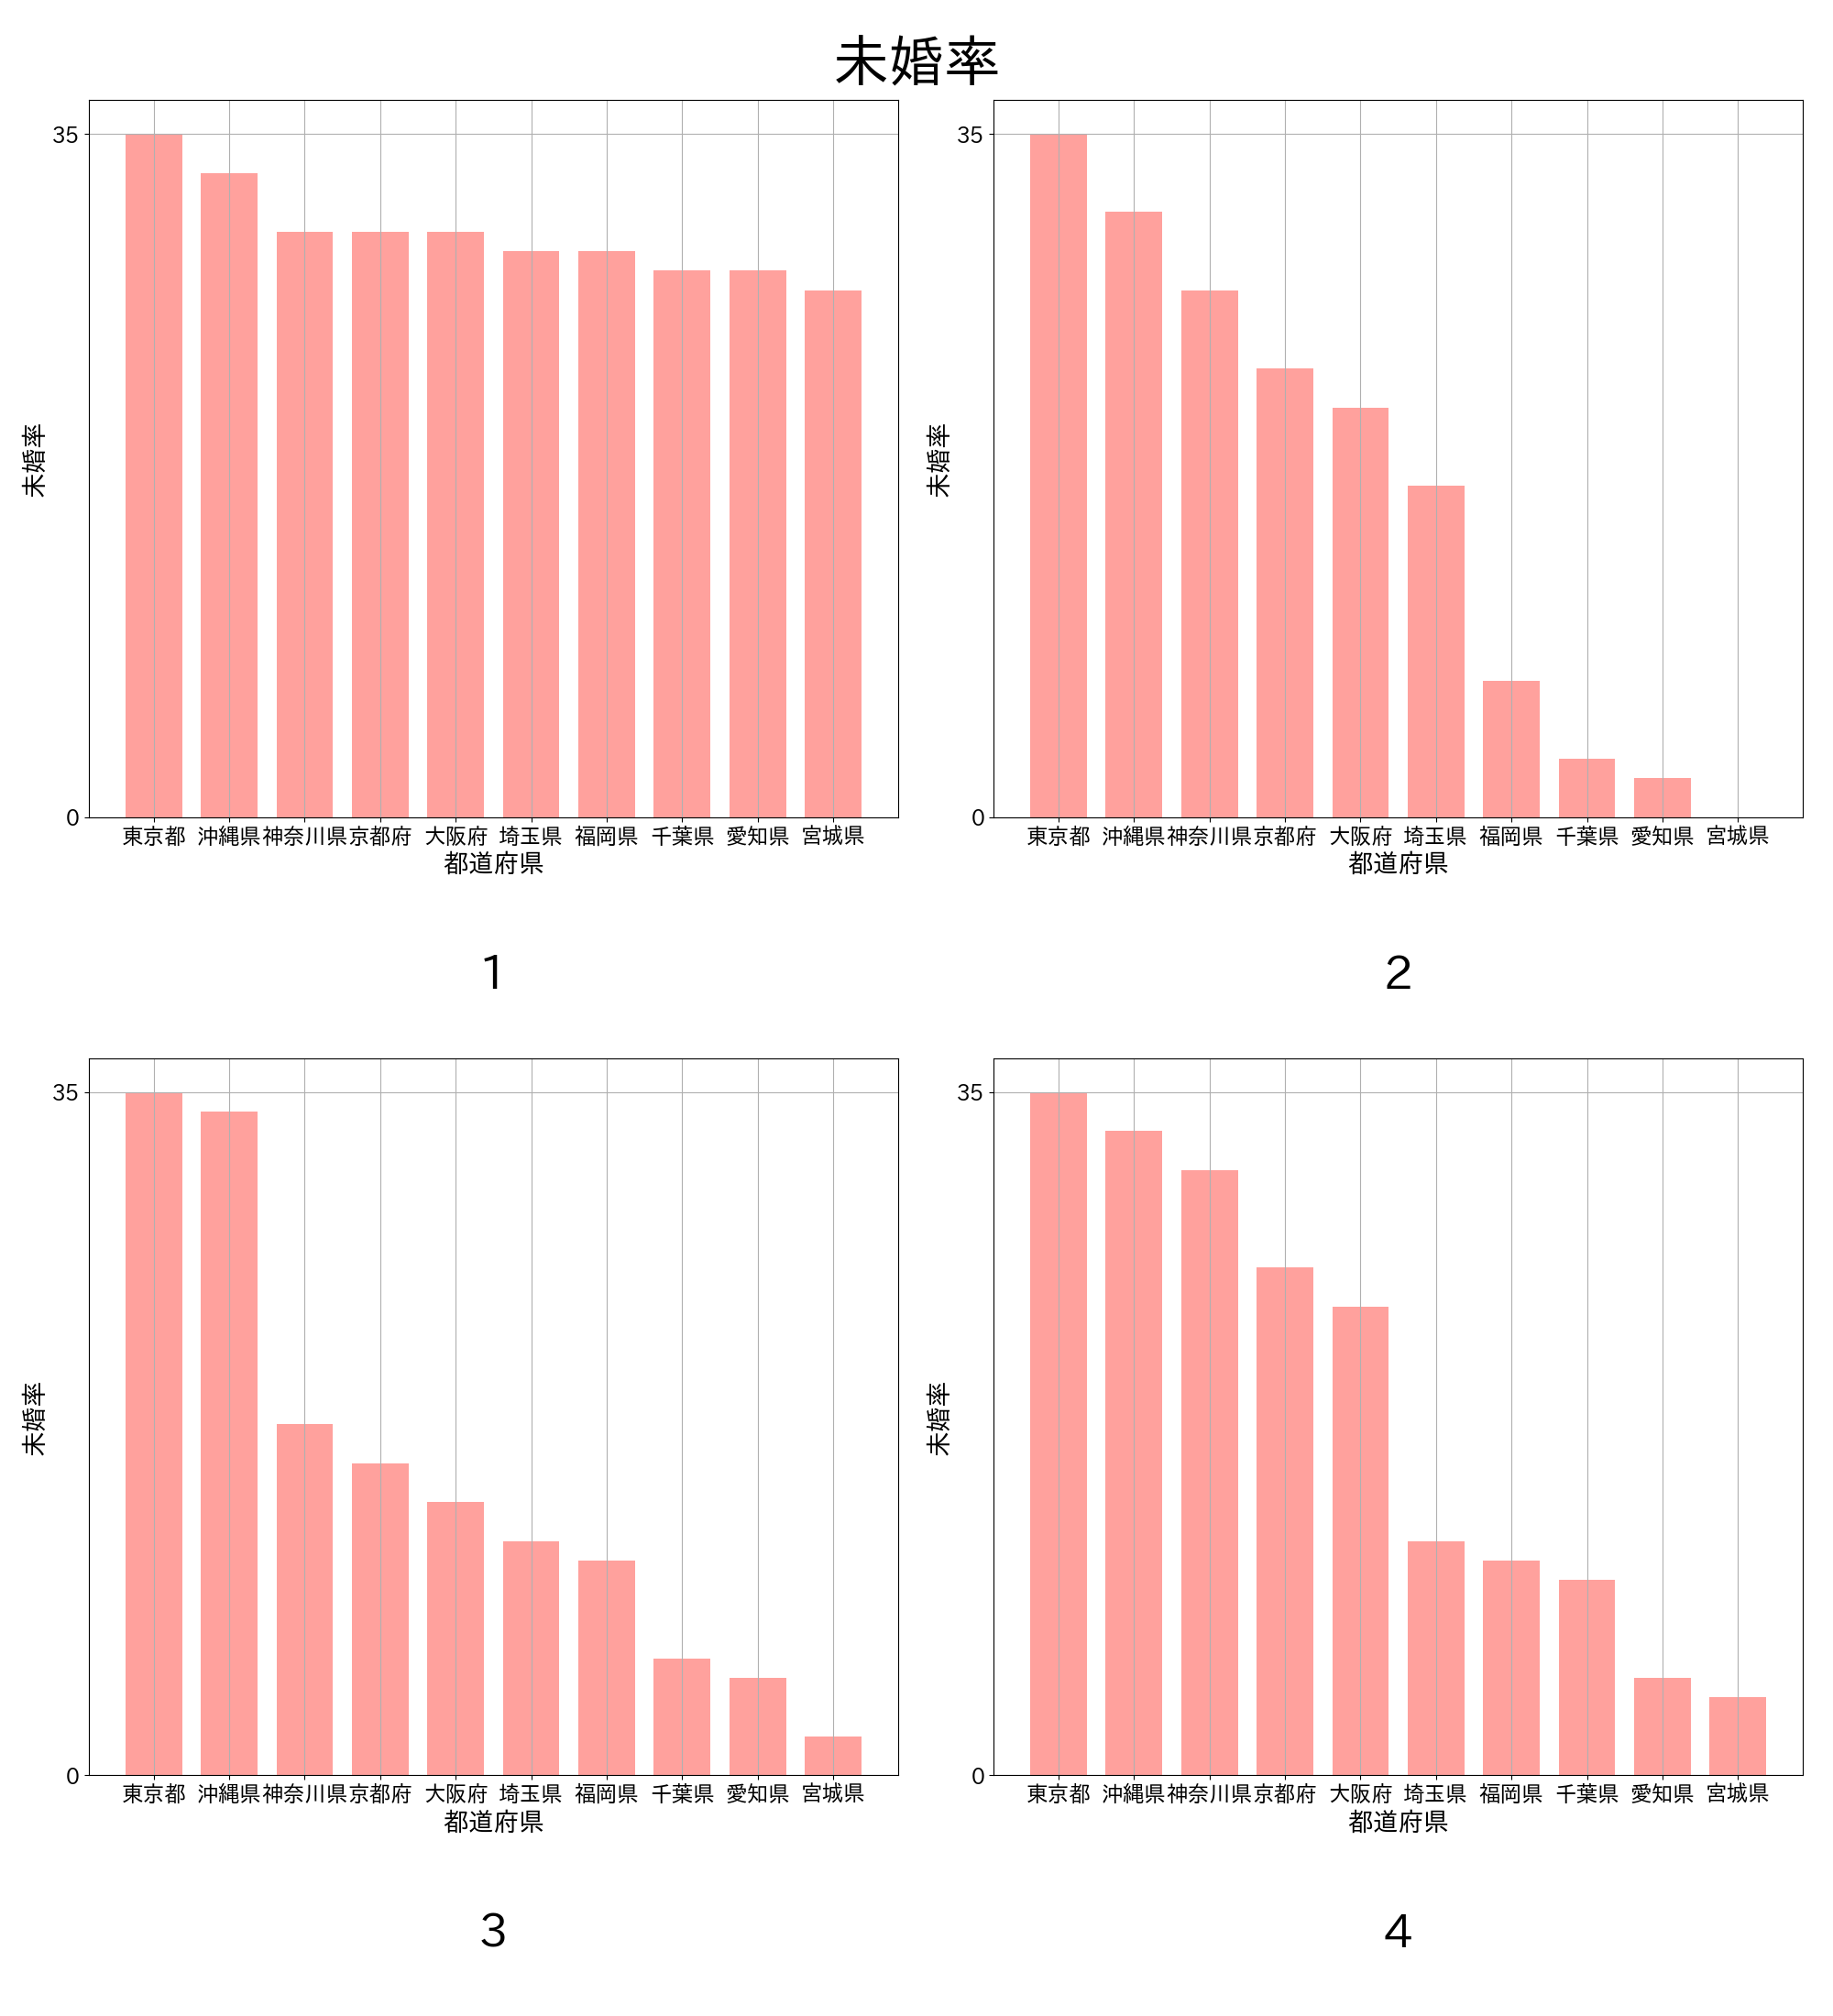 未婚率
35
0
未婚率
東京都 沖縄県 神奈川県 京都府 大阪府 埼玉県 福岡県 千葉県 愛知県 宮城県
都道府県
1
35
0
未婚率
東京都 沖縄県 神奈川県 京都府 大阪府 埼玉県 福岡県 千葉県 愛知県 宮城県
都道府県
2
35
0
未婚率
東京都 沖縄県 神奈川県 京都府 大阪府 埼玉県 福岡県 千葉県 愛知県 宮城県
都道府県
3
35
0
未婚率
東京都 沖縄県 神奈川県 京都府 大阪府 埼玉県 福岡県 千葉県 愛知県 宮城県
都道府県
4